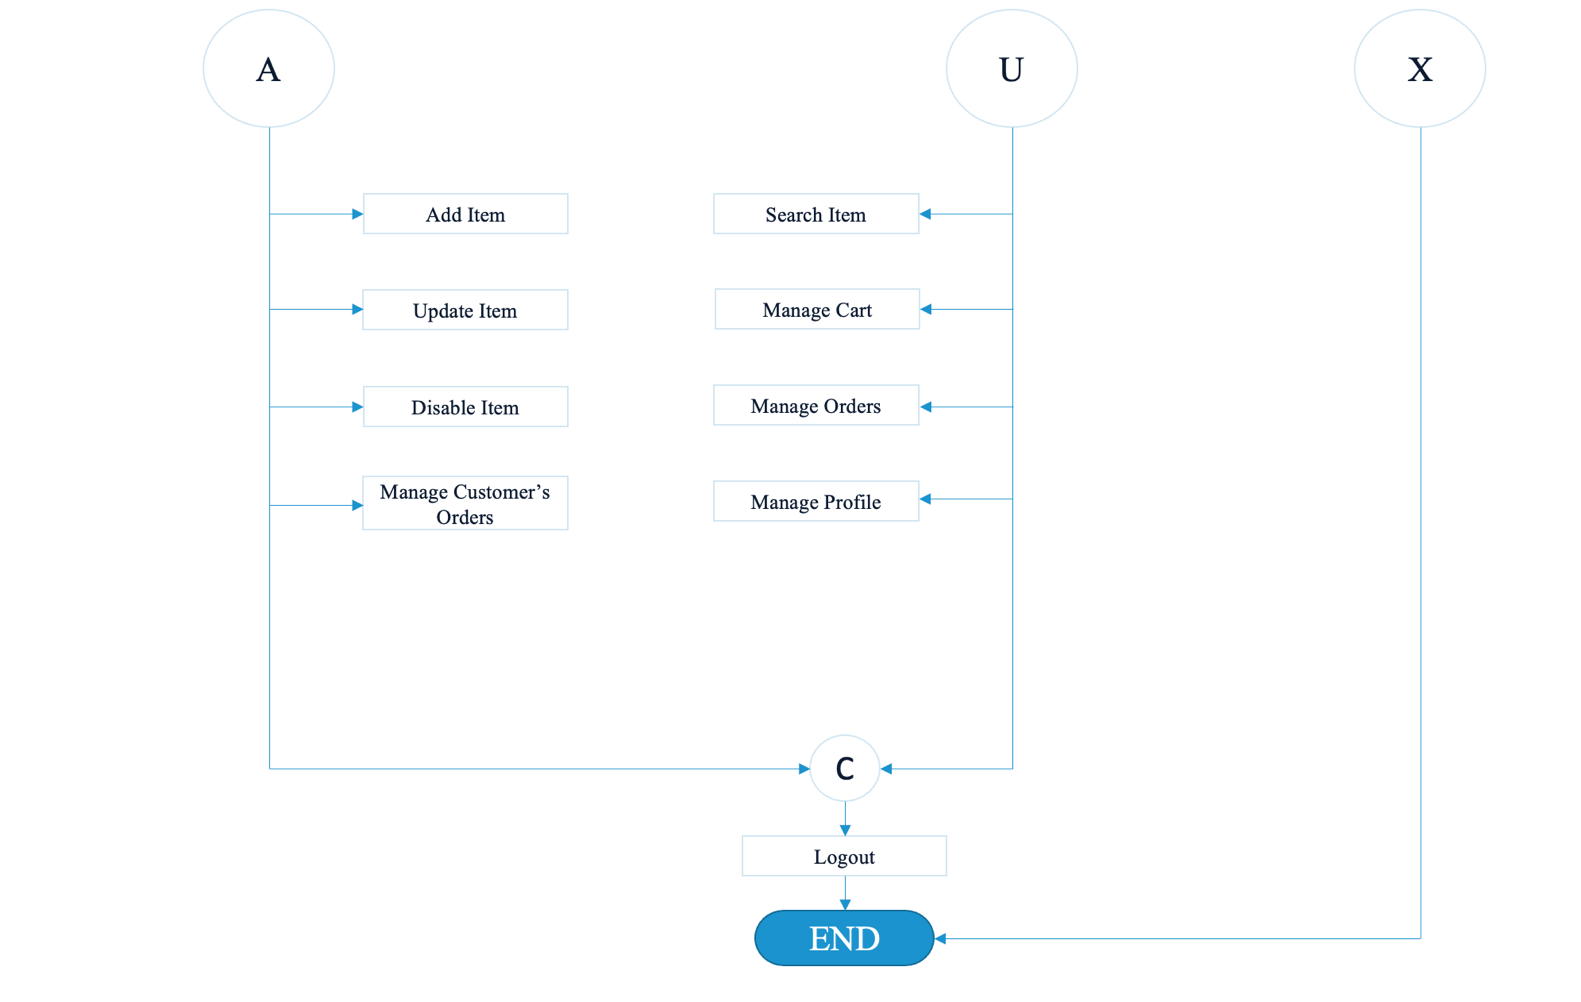 A
U
X
Add Item
Search Item
Update Item
Manage Cart
Disable Item
Manage Orders
Manage Customer’s
Orders
Manage Profile
C
Logout
END